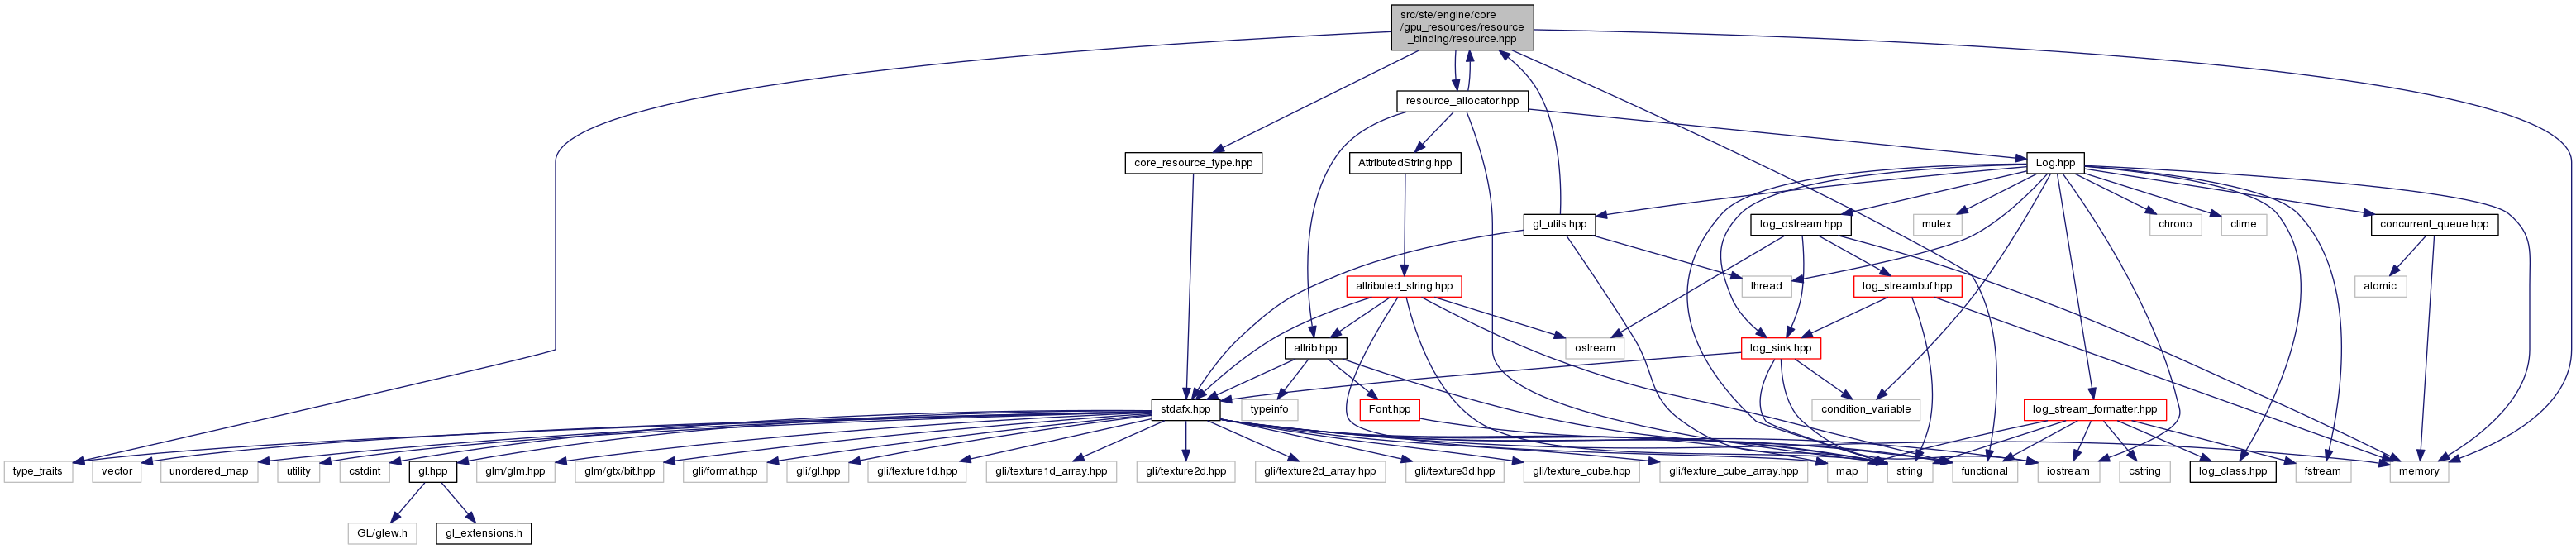 src/ste/engine/core
/gpu_resources/resource
_binding/resource.hpp
resource_allocator.hpp
core_resource_type.hpp
AttributedString.hpp
Log.hpp
gl_utils.hpp
log_ostream.hpp
mutex
chrono
ctime
concurrent_queue.hpp
attributed_string.hpp
thread
log_streambuf.hpp
atomic
attrib.hpp
ostream
log_sink.hpp
stdafx.hpp
typeinfo
Font.hpp
condition_variable
log_stream_formatter.hpp
type_traits
vector
unordered_map
utility
cstdint
gl.hpp
glm/glm.hpp
glm/gtx/bit.hpp
gli/format.hpp
gli/gl.hpp
gli/texture1d.hpp
gli/texture1d_array.hpp
gli/texture2d.hpp
gli/texture2d_array.hpp
gli/texture3d.hpp
gli/texture_cube.hpp
gli/texture_cube_array.hpp
map
string
functional
iostream
cstring
log_class.hpp
fstream
memory
GL/glew.h
gl_extensions.h